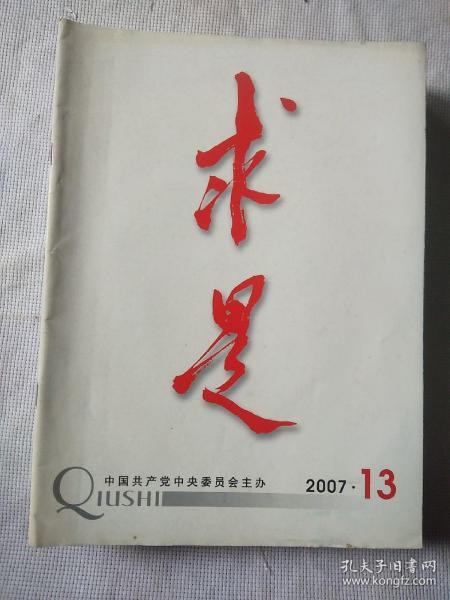 求
是
中国共产党中央委员会主办
QIUSHI
2007·13
孔夫子旧书网
www.kongfz.com